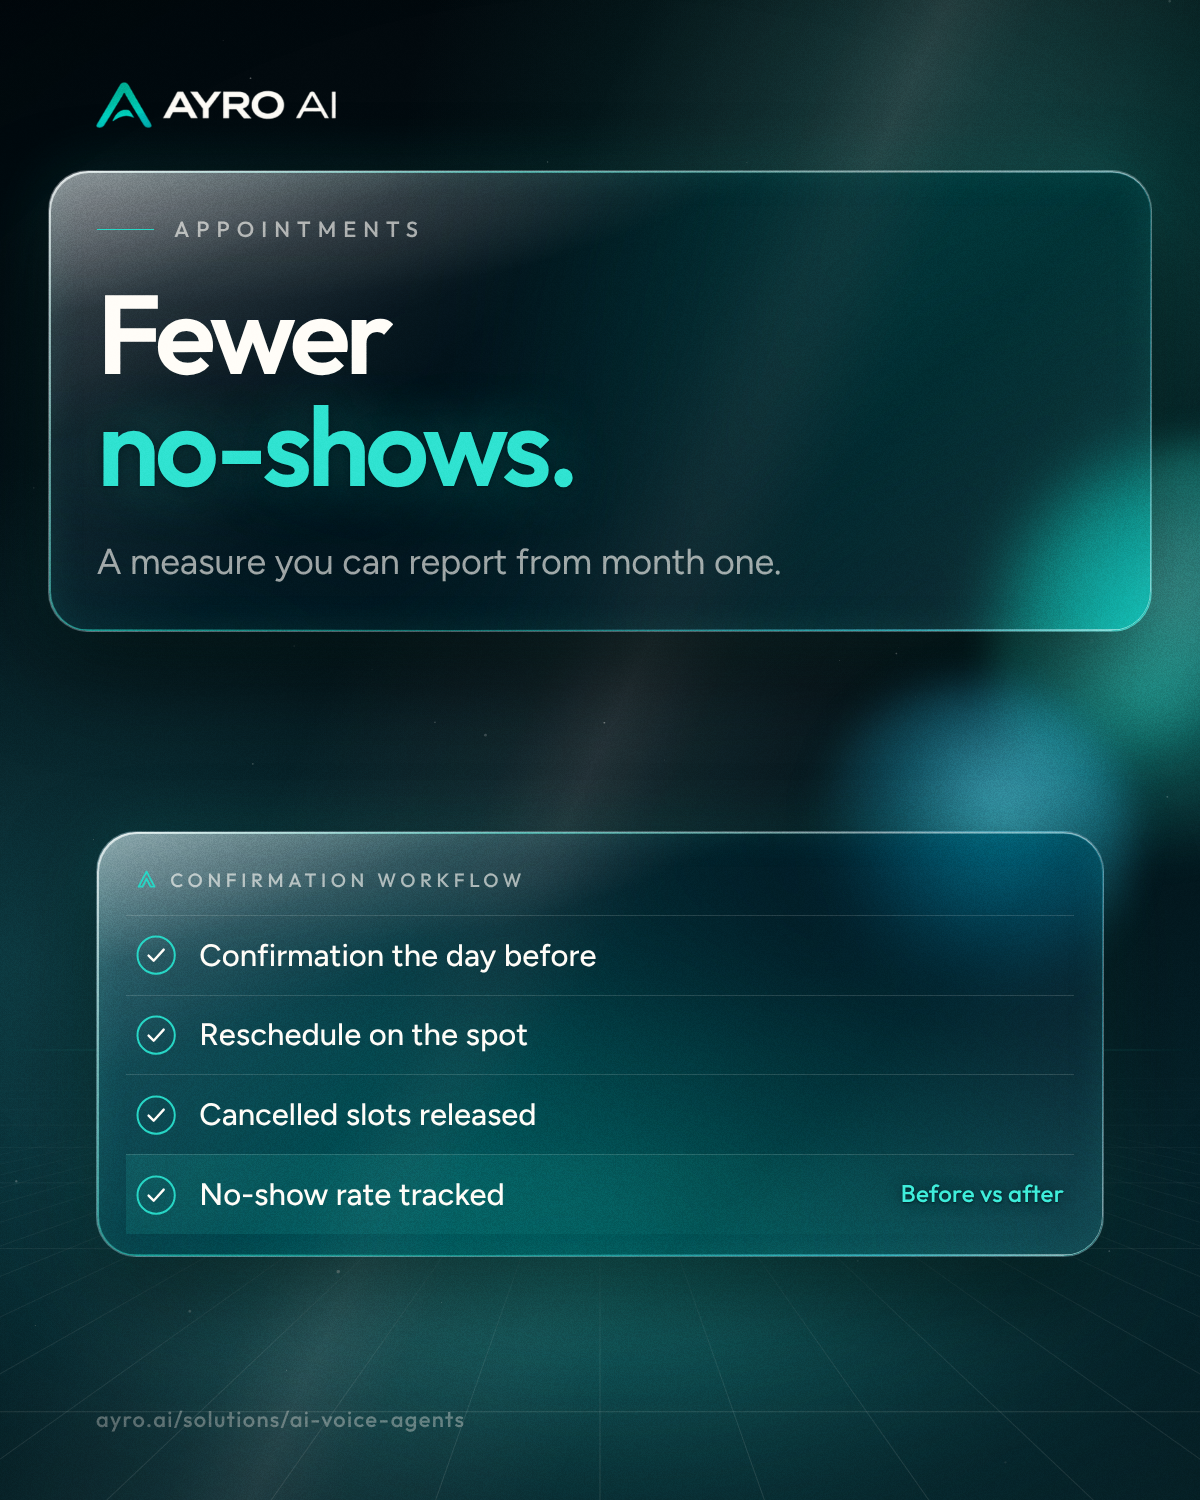 AYRO AI
APPOINTMENTS
Fewer
no-shows.
A measure you can report from month one.
CONFIRMATION WORKFLOW
Confirmation the day before
Reschedule on the spot
Cancelled slots released
No-show rate tracked
Before vs after
ayro.ai/solutions/ai-voice-agents